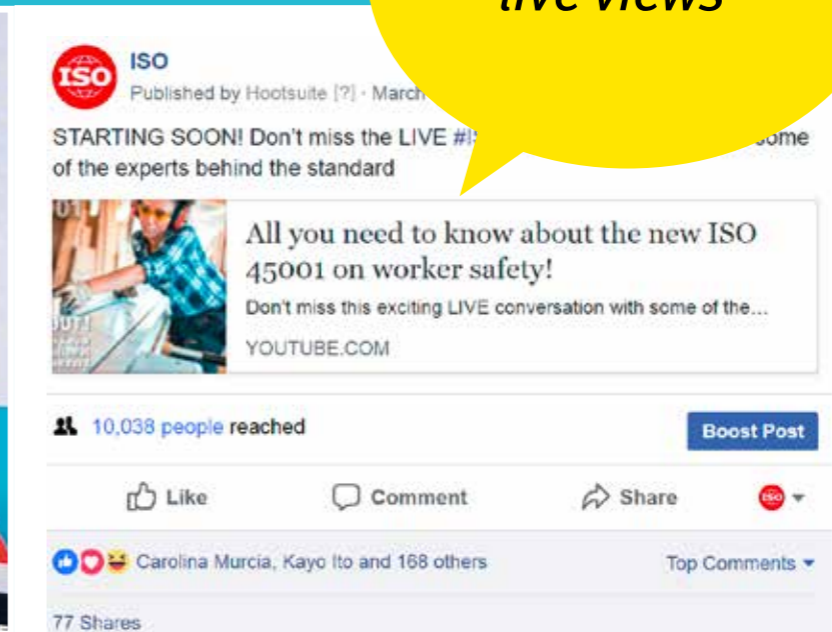 live views
ISO
ISO
Published by Hootsuite [?] · March
STARTING SOON! Don't miss the LIVE some
of the experts behind the standard
All you need to know about the new ISO
45001 on worker safety!
Don't miss this exciting LIVE conversation with some of the...
YOUTUBE.COM
10,038 people reached
Boost Post
Like Comment Share ISO
Carolina Murcia, Kayo Ito and 168 others Top Comments
77 Shares